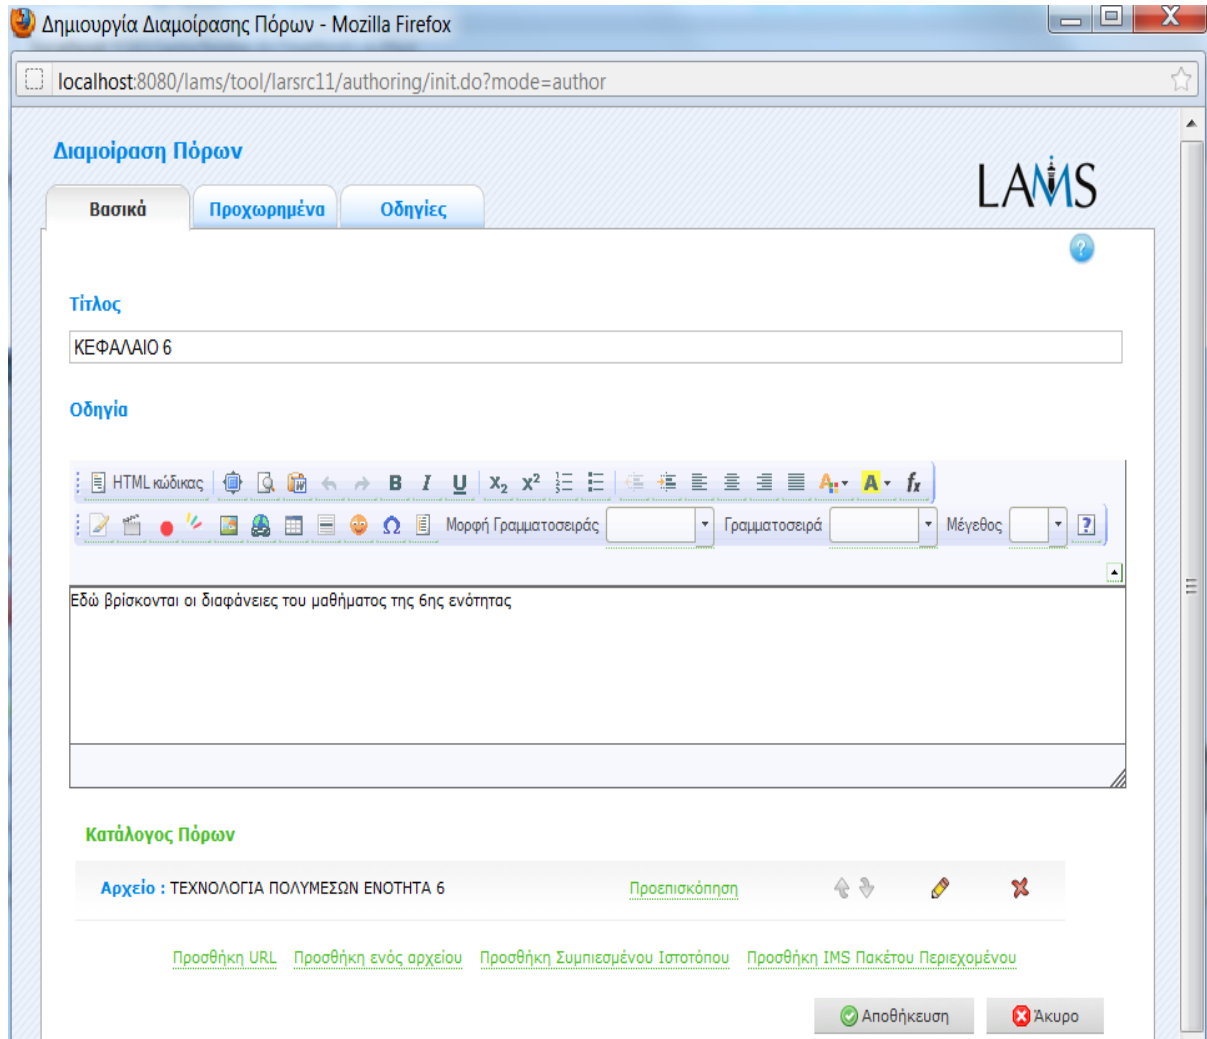 Δημιουργία Διαμοίρασης Πόρων - Mozilla Firefox
localhost:8080/lams/tool/larsrc11/authoring/init.do?mode=author
Διαμοίραση Πόρων
LAMS
Βασικά Προχωρημένα Οδηγίες
?
Τίτλος
ΚΕΦΑΛΑΙΟ 6
Οδηγία
HTML κώδικας B I U X₂ X² A A fx
Ω Μορφή Γραμματοσειράς Γραμματοσειρά Μέγεθος ?
Εδώ βρίσκονται οι διαφάνειες του μαθήματος της 6ης ενότητας
Κατάλογος Πόρων
Αρχείο : ΤΕΧΝΟΛΟΓΙΑ ΠΟΛΥΜΕΣΩΝ ΕΝΟΤΗΤΑ 6 Προεπισκόπηση
Προσθήκη URL Προσθήκη ενός αρχείου Προσθήκη Συμπιεσμένου Ιστοτόπου Προσθήκη IMS Πακέτου Περιεχομένου
Αποθήκευση Άκυρο